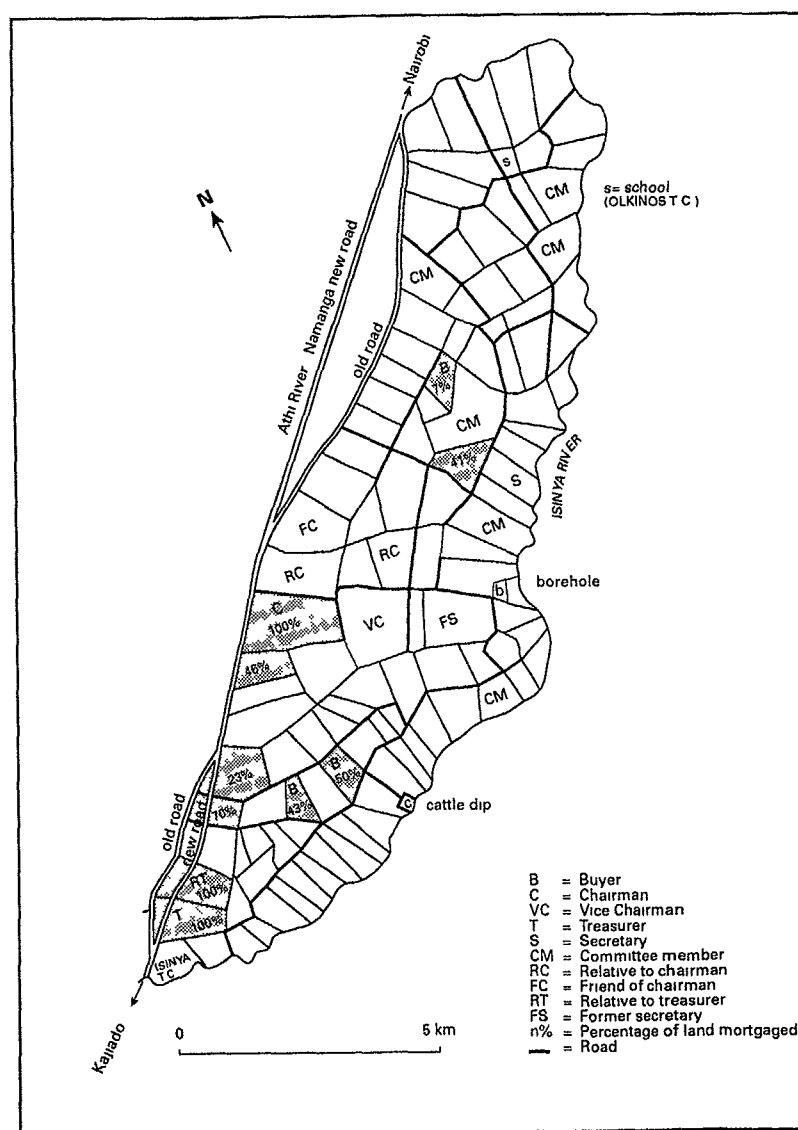 Nairobi
N
s
CM
s= school
(OLKINOS T C )
CM
CM
Athi River Namanga new road
old road
B
7%
CM
41%
S
ISINYA RIVER
CM
FC
RC
RC
borehole
b
C
100%
VC
FS
46%
CM
23%
B
50%
B
43%
70%
C
cattle dip
old road
new road
RT
100%
T
100%
ISINYA
T C
Kajiado
0 5 km
B = Buyer
C = Chairman
VC = Vice Chairman
T = Treasurer
S = Secretary
CM = Committee member
RC = Relative to chairman
FC = Friend of chairman
RT = Relative to treasurer
FS = Former secretary
n% = Percentage of land mortgaged
= Road